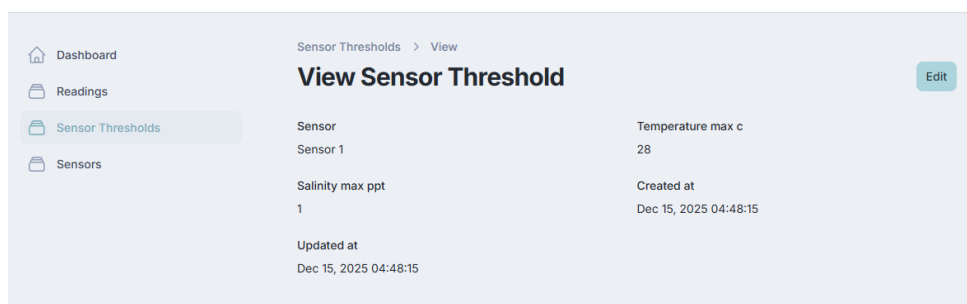 Dashboard
Readings
Sensor Thresholds
Sensors
Sensor Thresholds > View
View Sensor Threshold
Edit
Sensor
Sensor 1
Temperature max c
28
Salinity max ppt
1
Created at
Dec 15, 2025 04:48:15
Updated at
Dec 15, 2025 04:48:15